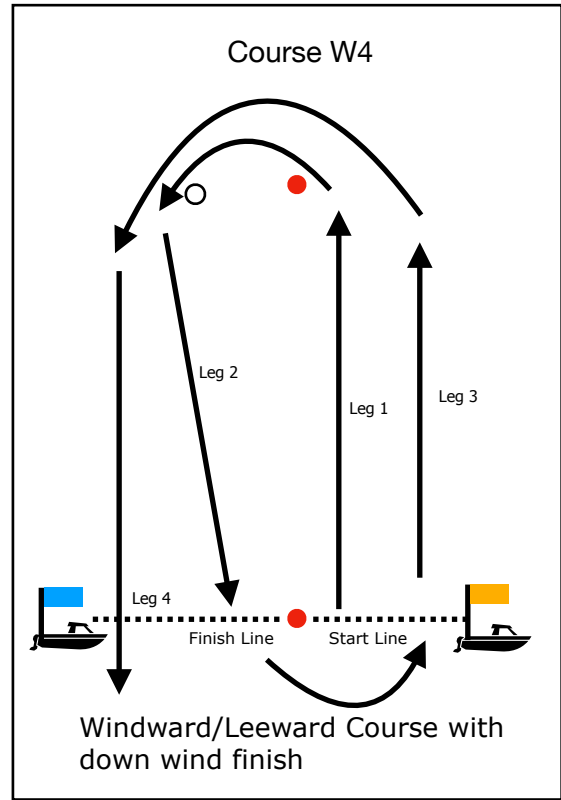 Course W4
Leg 2
Leg 1
Leg 3
Leg 4
Finish Line
Start Line
Windward/Leeward Course with
down wind finish